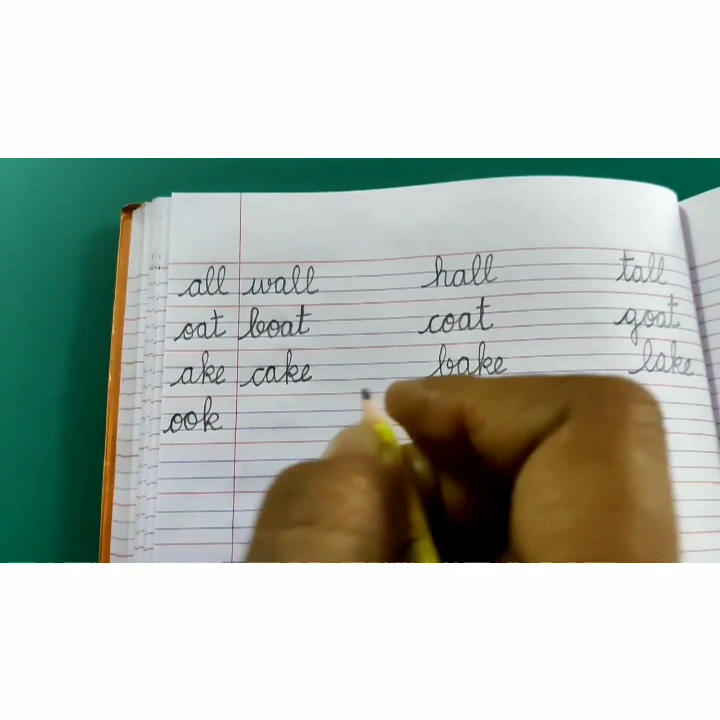 all wall hall tall
oat boat coat goat
ake cake bake lake
ook